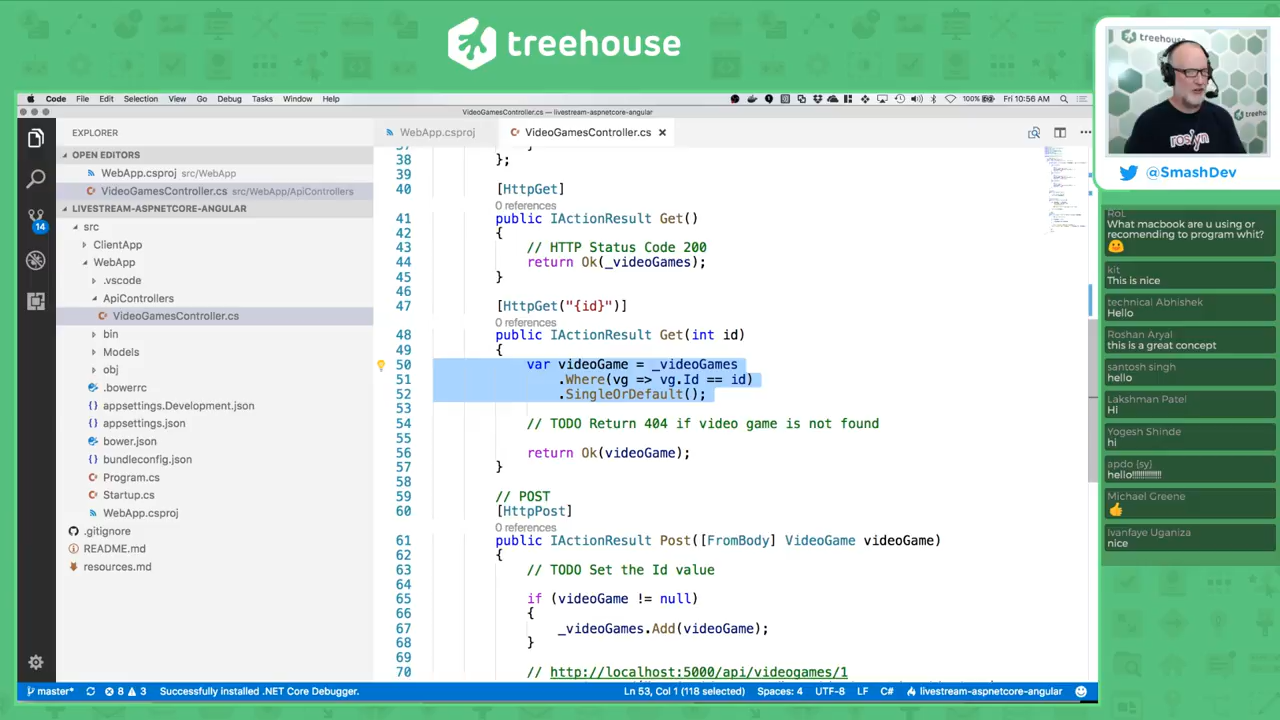 treehouse
Code File Edit Selection View Go Debug Tasks Window Help
100% Fri 10:56 AM
VideoGamesController.cs — livestream-aspnetcore-angular
EXPLORER
OPEN EDITORS
WebApp.csproj src/WebApp
VideoGamesController.cs src/WebApp/ApiControllers
LIVESTREAM-ASPNETCORE-ANGULAR
src
ClientApp
WebApp
.vscode
ApiControllers
VideoGamesController.cs
bin
Models
obj
.bowerrc
appsettings.Development.json
appsettings.json
bower.json
bundleconfig.json
Program.cs
Startup.cs
WebApp.csproj
.gitignore
README.md
resources.md
14
WebApp.csproj
VideoGamesController.cs
37 }
38 };
39
40 [HttpGet]
0 references
41 public IActionResult Get()
42 {
43 // HTTP Status Code 200
44 return Ok(_videoGames);
45 }
46
47 [HttpGet("{id}")]
0 references
48 public IActionResult Get(int id)
49 {
50 var videoGame = _videoGames
51 .Where(vg => vg.Id == id)
52 .SingleOrDefault();
53
54 // TODO Return 404 if video game is not found
55
56 return Ok(videoGame);
57 }
58
59 // POST
60 [HttpPost]
0 references
61 public IActionResult Post([FromBody] VideoGame videoGame)
62 {
63 // TODO Set the Id value
64
65 if (videoGame != null)
66 {
67 _videoGames.Add(videoGame);
68 }
69
70 // http://localhost:5000/api/videogames/1
master* 8 3 Successfully installed .NET Core Debugger.
Ln 53, Col 1 (118 selected) Spaces: 4 UTF-8 LF C# livestream-aspnetcore-angular
treehouse
roslyn
@SmashDev
RoL
What macbook are u using or
recomending to program whit?
kit
This is nice
technical Abhishek
Hello
Roshan Aryal
this is a great concept
santosh singh
hello
Lakshman Patel
Hi
Yogesh Shinde
hi
apdo {sy}
hello!!!!!!!!!!!!!
Michael Greene
Ivanfaye Uganiza
nice